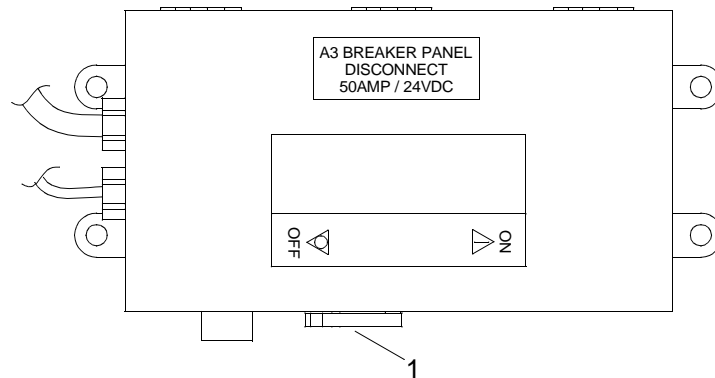 A3 BREAKER PANEL
DISCONNECT
50AMP / 24VDC
OFF
ON
1